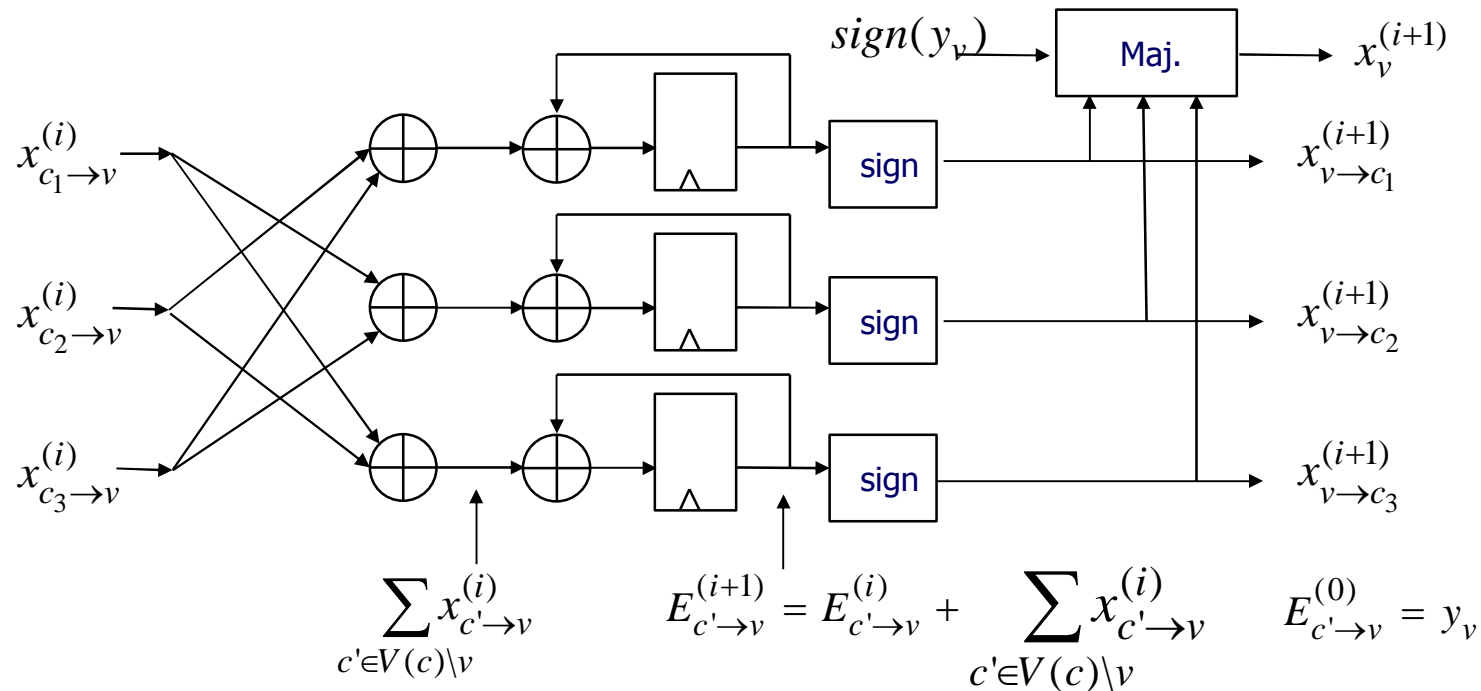 sign(y_v)
Maj.
x_v^{(i+1)}
x_{c_1→v}^{(i)}
sign
x_{v→c_1}^{(i+1)}
x_{c_2→v}^{(i)}
sign
x_{v→c_2}^{(i+1)}
x_{c_3→v}^{(i)}
sign
x_{v→c_3}^{(i+1)}
∑_{c'∈V(c)\v} x_{c'→v}^{(i)}
E_{c'→v}^{(i+1)} = E_{c'→v}^{(i)} + ∑_{c'∈V(c)\v} x_{c'→v}^{(i)}
E_{c'→v}^{(0)} = y_v